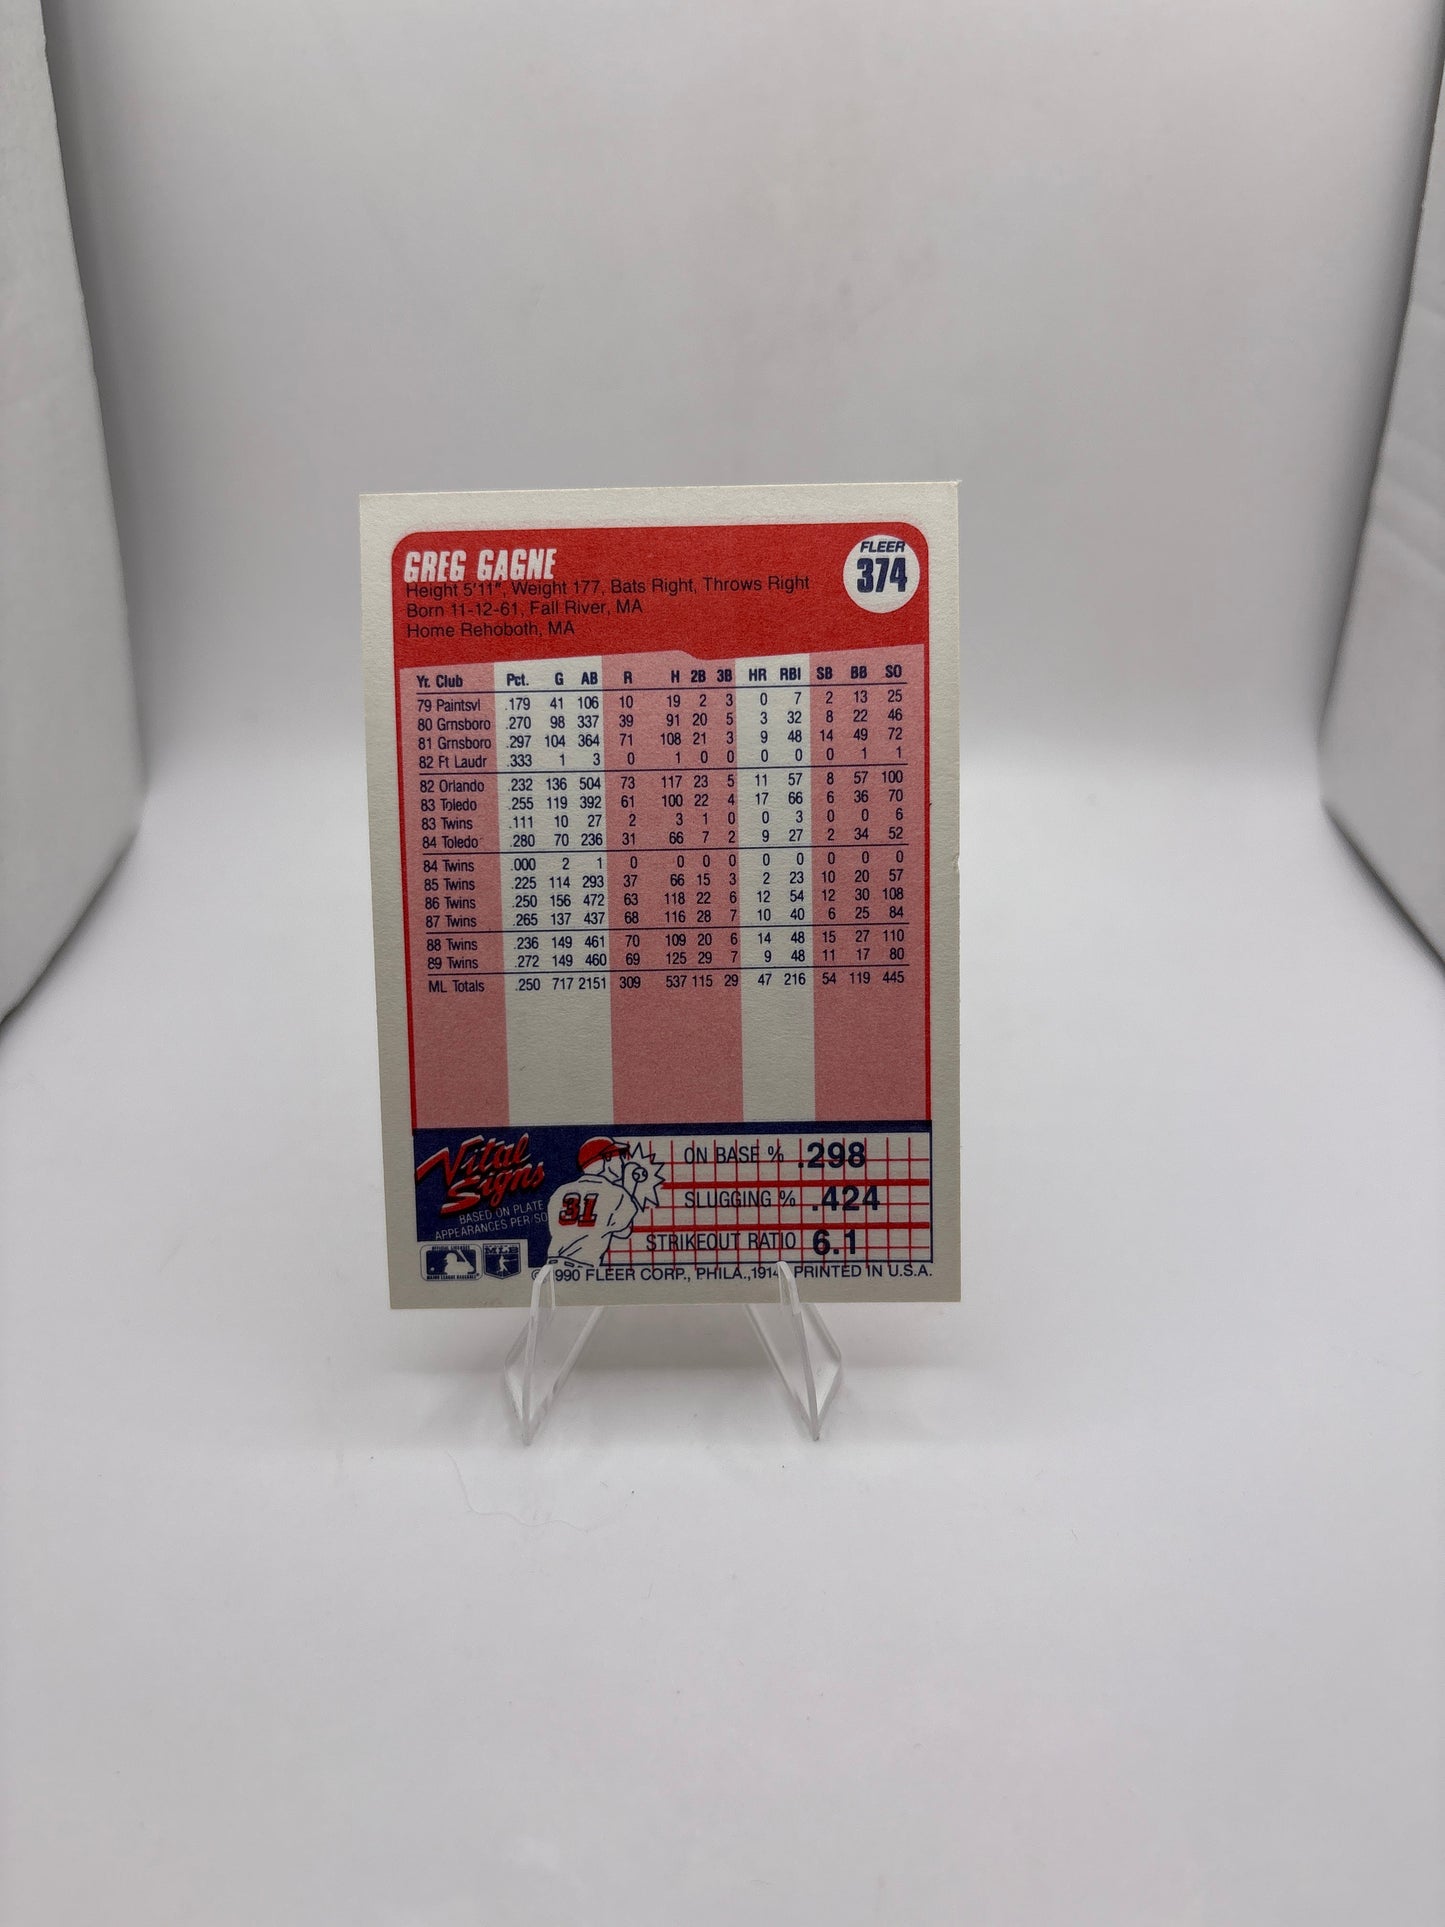 GREG GAGNE
FLEER
374
Height 5'11", Weight 177, Bats Right, Throws Right
Born 11-12-61, Fall River, MA
Home Rehoboth, MA
Yr. Club Pct. G AB R H 2B 3B HR RBI SB BB SO
79 Paintsvl .179 41 106 10 19 2 3 0 7 2 13 25
80 Grnsboro .270 98 337 39 91 20 5 3 32 8 22 46
81 Grnsboro .297 104 364 71 108 21 3 9 48 14 49 72
82 Ft Laudr .333 1 3 0 1 0 0 0 0 0 1 1
82 Orlando .232 136 504 73 117 23 5 11 57 8 57 100
83 Toledo .255 119 392 61 100 22 4 17 66 6 36 70
83 Twins .111 10 27 2 3 1 0 0 3 0 0 6
84 Toledo .280 70 236 31 66 7 2 9 27 2 34 52
84 Twins .000 2 1 0 0 0 0 0 0 0 0 0
85 Twins .225 114 293 37 66 15 3 2 23 10 20 57
86 Twins .250 156 472 63 118 22 6 12 54 12 30 108
87 Twins .265 137 437 68 116 28 7 10 40 6 25 84
88 Twins .236 149 461 70 109 20 6 14 48 15 27 110
89 Twins .272 149 460 69 125 29 7 9 48 11 17 80
ML Totals .250 717 2151 309 537 115 29 47 216 54 119 445
Vital Signs
BASED ON PLATE
APPEARANCES PER/SO
31
ON BASE % .298
SLUGGING % .424
STRIKEOUT RATIO 6.1
MLB
© 1990 FLEER CORP., PHILA., 1914 PRINTED IN U.S.A.